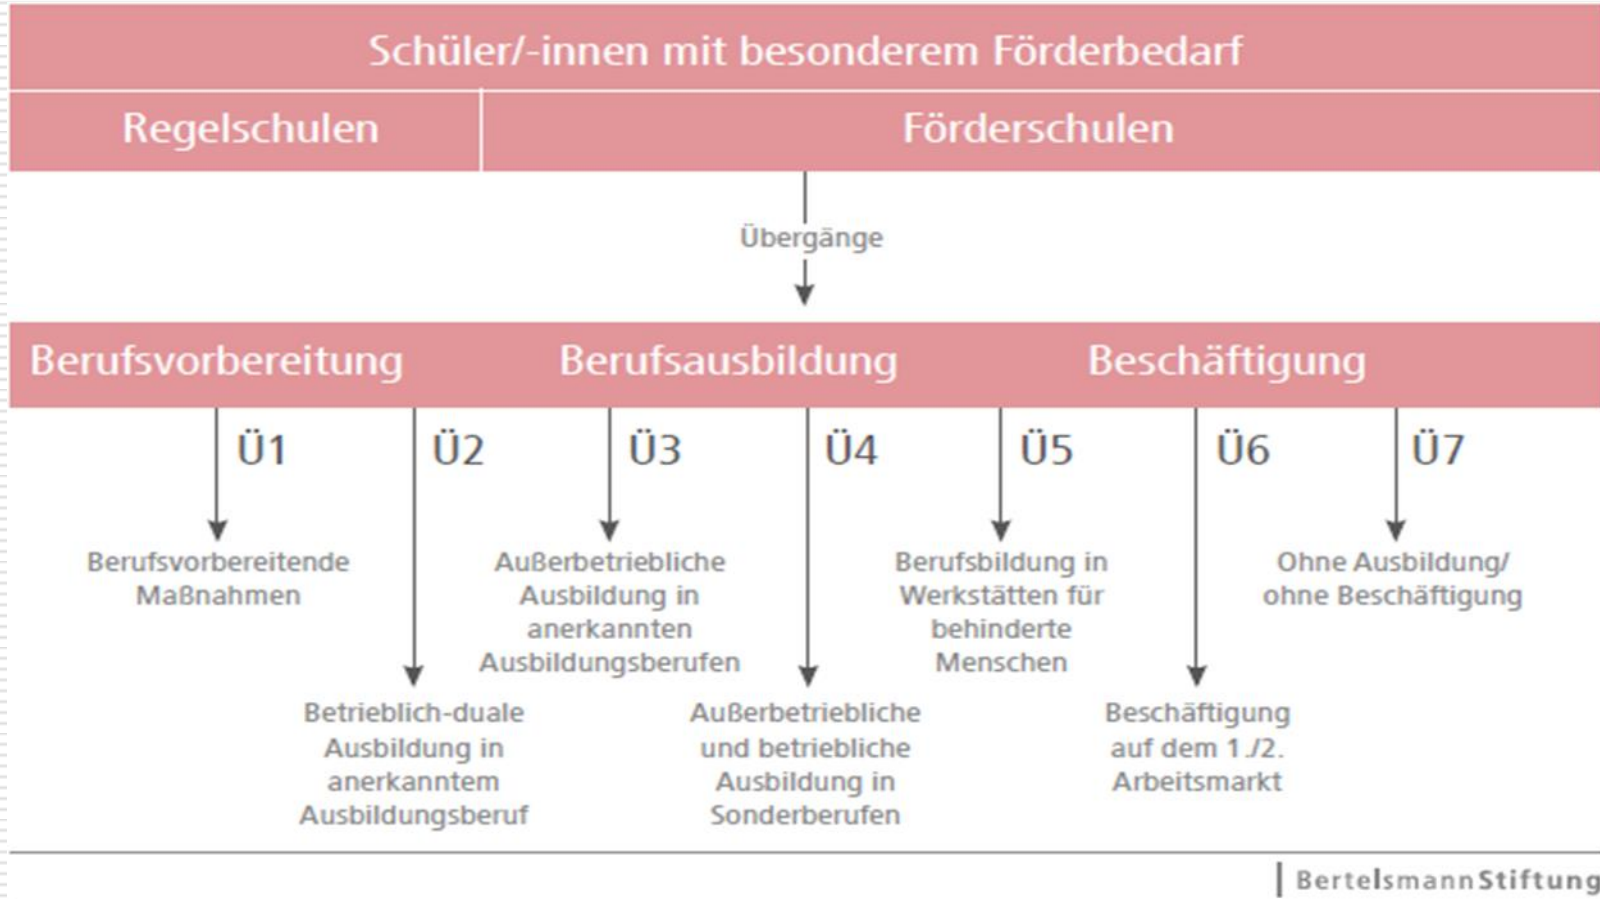 Schüler/-innen mit besonderem Förderbedarf
Regelschulen
Förderschulen
Übergänge
Berufsvorbereitung
Berufsausbildung
Beschäftigung
Ü1
Ü2
Ü3
Ü4
Ü5
Ü6
Ü7
Berufsvorbereitende
Maßnahmen
Betrieblich-duale
Ausbildung in
anerkanntem
Ausbildungsberuf
Außerbetriebliche
Ausbildung in
anerkannten
Ausbildungsberufen
Außerbetriebliche
und betriebliche
Ausbildung in
Sonderberufen
Berufsbildung in
Werkstätten für
behinderte
Menschen
Beschäftigung
auf dem 1./2.
Arbeitsmarkt
Ohne Ausbildung/
ohne Beschäftigung
BertelsmannStiftung